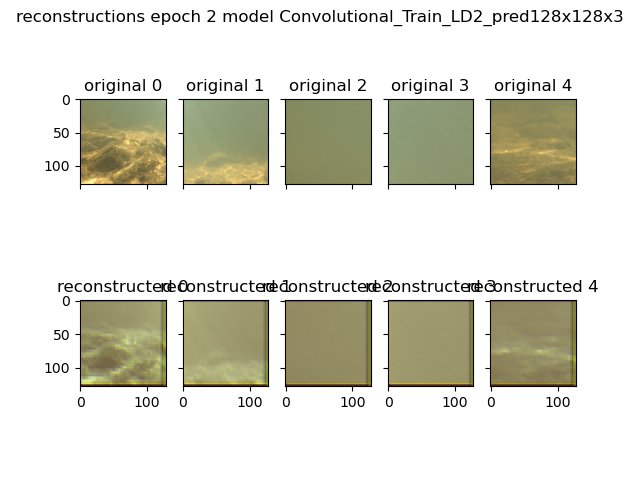 reconstructions epoch 2 model Convolutional_Train_LD2_pred128x128x3
original 0 original 1 original 2 original 3 original 4
0
50
100
reconstructed 0 reconstructed 1 reconstructed 2 reconstructed 3 reconstructed 4
0
50
100
0 100 0 100 0 100 0 100 0 100